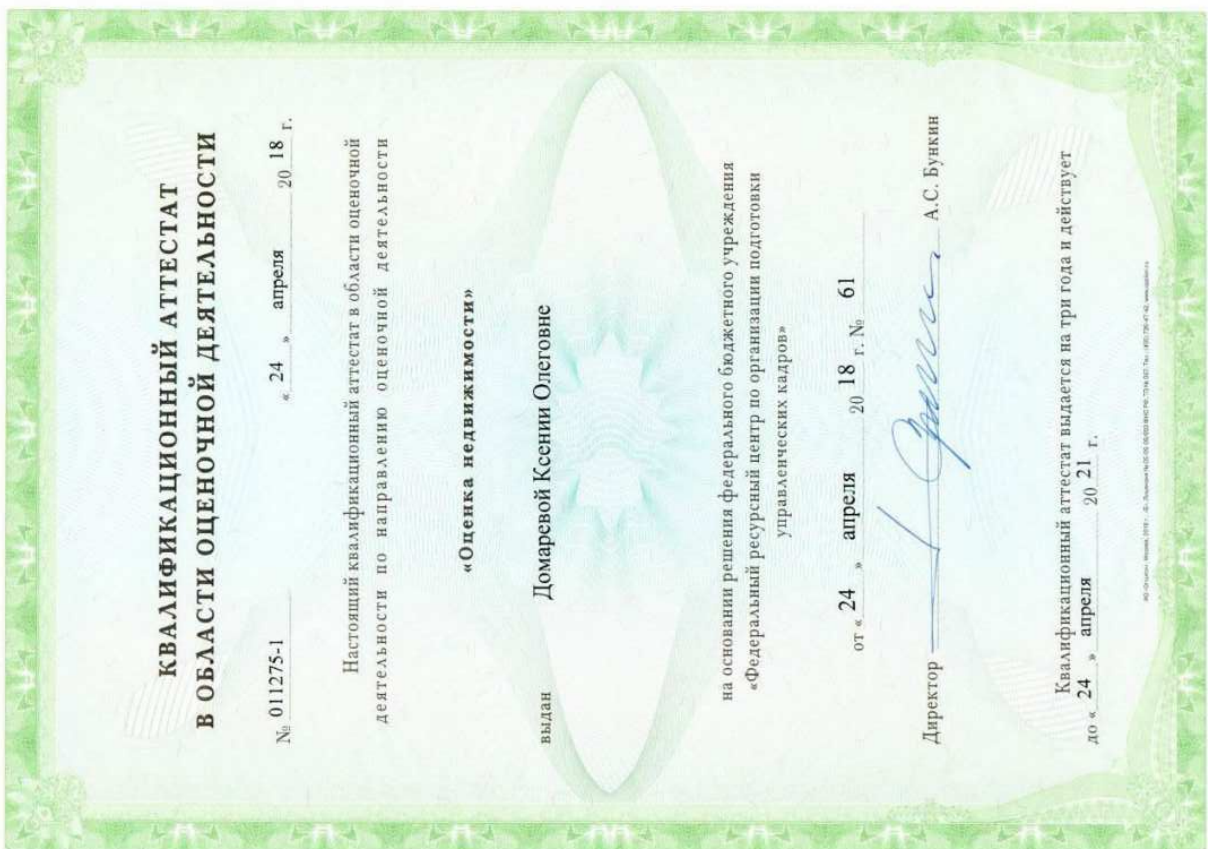 КВАЛИФИКАЦИОННЫЙ АТТЕСТАТ
В ОБЛАСТИ ОЦЕНОЧНОЙ ДЕЯТЕЛЬНОСТИ
№ 011275-1 « 24 » апреля 20 18 г.
Настоящий квалификационный аттестат в области оценочной
деятельности по направлению оценочной деятельности
«Оценка недвижимости»
выдан Домаревой Ксении Олеговне
на основании решения федерального бюджетного учреждения
«Федеральный ресурсный центр по организации подготовки
управленческих кадров»
от « 24 » апреля 20 18 г. № 61
Директор А.С. Бункин
Квалификационный аттестат выдается на три года и действует
до « 24 » апреля 20 21 г.